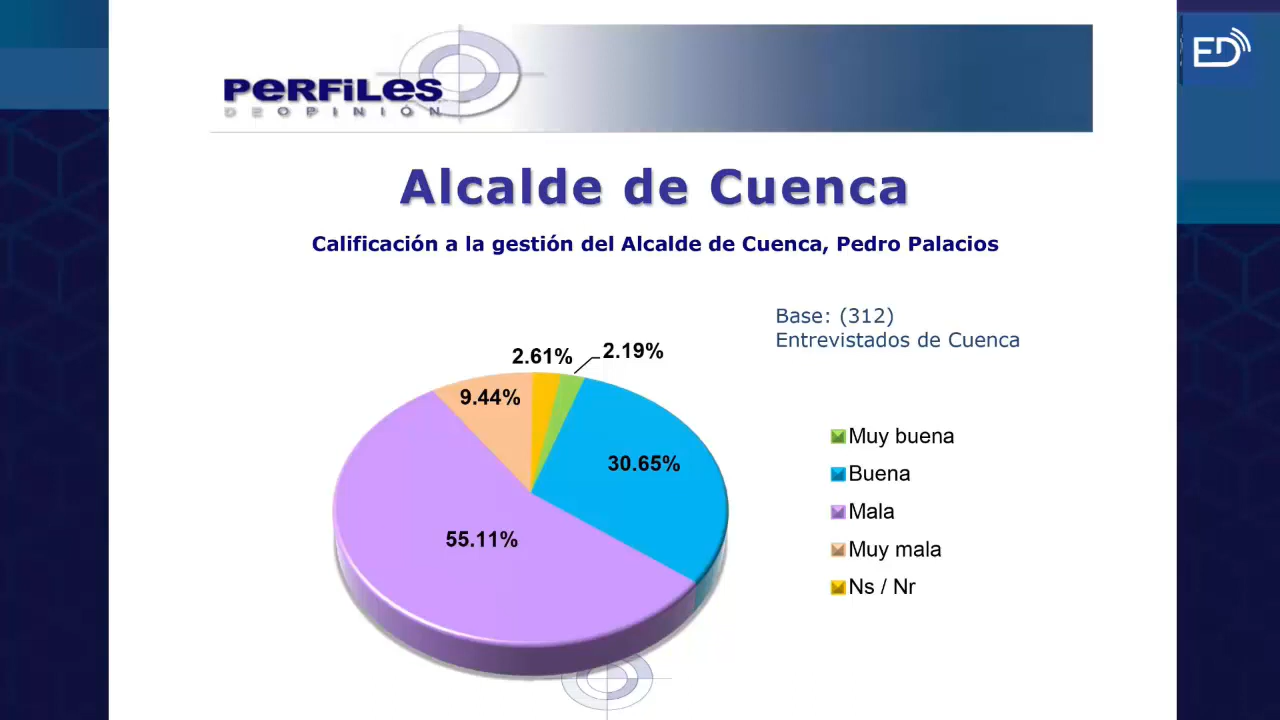 ED
PERFiLES
DE OPINIÓN
Alcalde de Cuenca
Calificación a la gestión del Alcalde de Cuenca, Pedro Palacios
Base: (312)
Entrevistados de Cuenca
2.61%
2.19%
9.44%
30.65%
55.11%
Muy buena
Buena
Mala
Muy mala
Ns / Nr